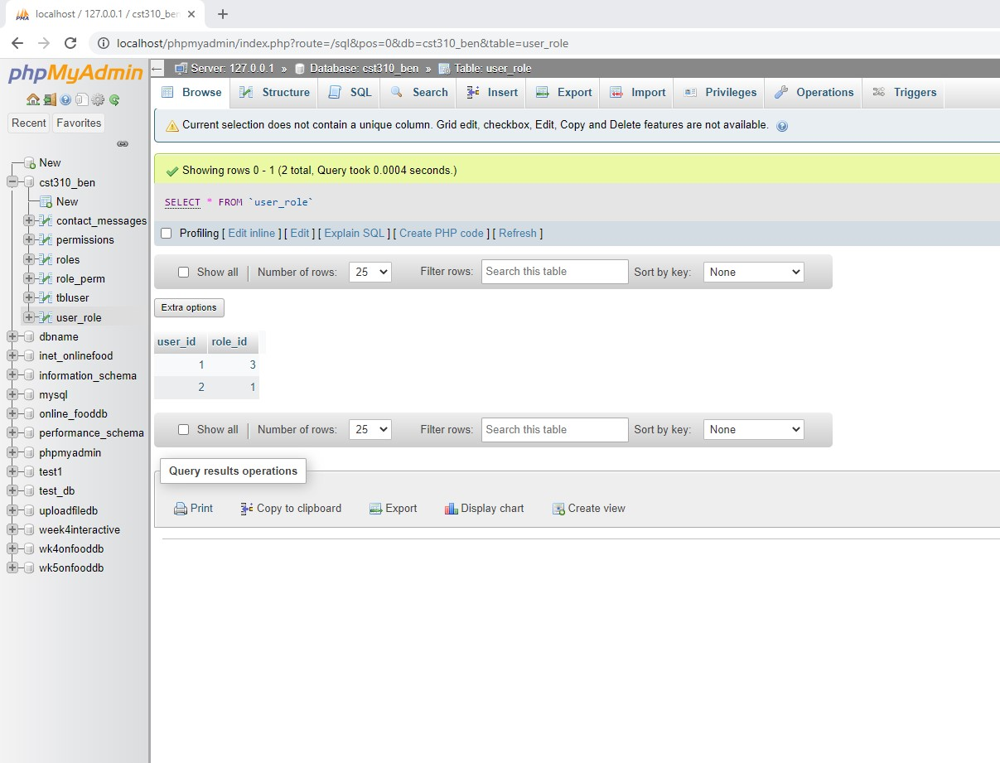 localhost / 127.0.0.1 / cst310_ben
localhost/phpmyadmin/index.php?route=/sql&pos=0&db=cst310_ben&table=user_role
phpMyAdmin
Recent Favorites
New
cst310_ben
New
contact_messages
permissions
roles
role_perm
tbluser
user_role
dbname
inet_onlinefood
information_schema
mysql
online_fooddb
performance_schema
phpmyadmin
test1
test_db
uploadfiledb
week4interactive
wk4onfooddb
wk5onfooddb
Server: 127.0.0.1 » Database: cst310_ben » Table: user_role
Browse Structure SQL Search Insert Export Import Privileges Operations Triggers
Current selection does not contain a unique column. Grid edit, checkbox, Edit, Copy and Delete features are not available.
Showing rows 0 - 1 (2 total, Query took 0.0004 seconds.)
SELECT * FROM `user_role`
Profiling [ Edit inline ] [ Edit ] [ Explain SQL ] [ Create PHP code ] [ Refresh ]
Show all | Number of rows: 25 Filter rows: Search this table Sort by key: None
Extra options
user_id role_id
1 3
2 1
Show all | Number of rows: 25 Filter rows: Search this table Sort by key: None
Query results operations
Print Copy to clipboard Export Display chart Create view